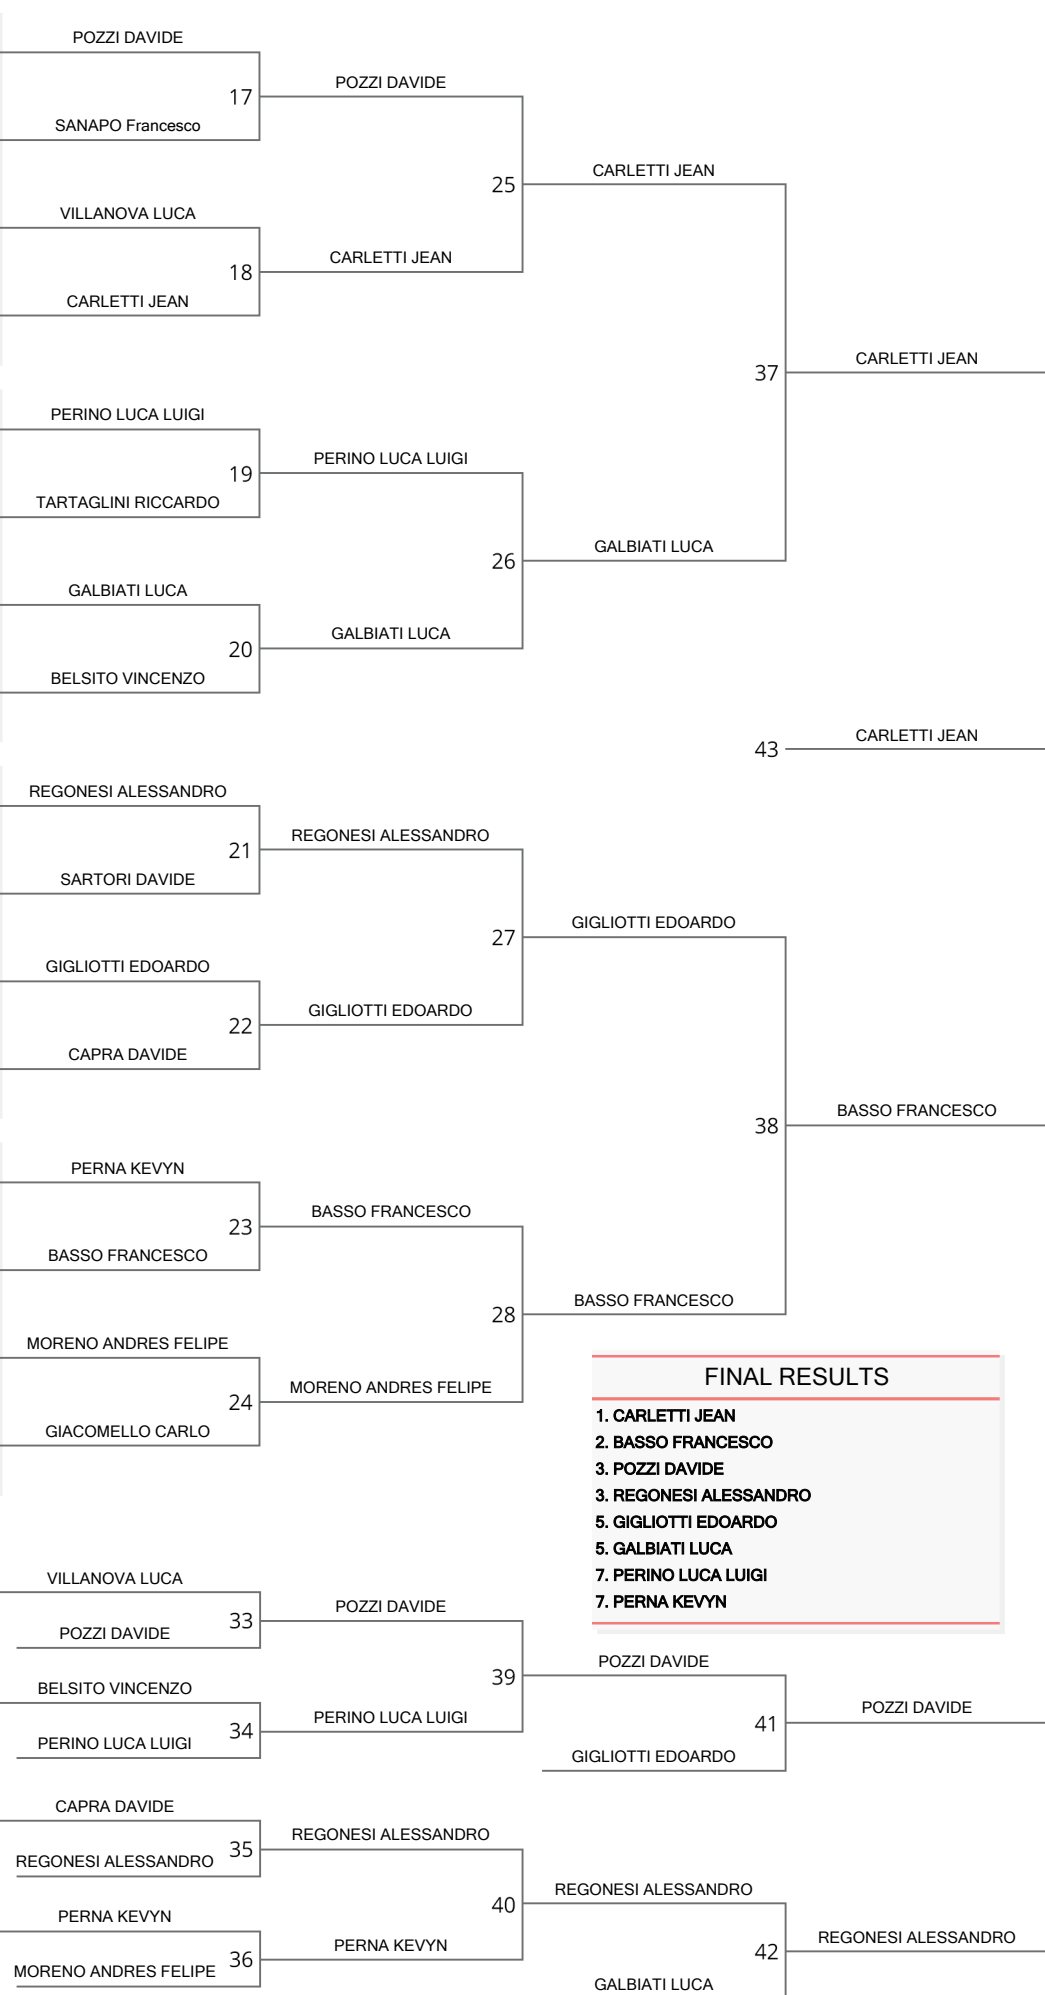 POZZI DAVIDE
17
POZZI DAVIDE
SANAPO Francesco
25
CARLETTI JEAN
VILLANOVA LUCA
18
CARLETTI JEAN
CARLETTI JEAN
37
CARLETTI JEAN
PERINO LUCA LUIGI
19
PERINO LUCA LUIGI
TARTAGLINI RICCARDO
26
GALBIATI LUCA
GALBIATI LUCA
20
GALBIATI LUCA
BELSITO VINCENZO
43
CARLETTI JEAN
REGONESI ALESSANDRO
21
REGONESI ALESSANDRO
SARTORI DAVIDE
27
GIGLIOTTI EDOARDO
GIGLIOTTI EDOARDO
22
GIGLIOTTI EDOARDO
CAPRA DAVIDE
38
BASSO FRANCESCO
PERNA KEVYN
23
BASSO FRANCESCO
BASSO FRANCESCO
28
BASSO FRANCESCO
MORENO ANDRES FELIPE
24
MORENO ANDRES FELIPE
GIACOMELLO CARLO
FINAL RESULTS
1. CARLETTI JEAN
2. BASSO FRANCESCO
3. POZZI DAVIDE
3. REGONESI ALESSANDRO
5. GIGLIOTTI EDOARDO
5. GALBIATI LUCA
7. PERINO LUCA LUIGI
7. PERNA KEVYN
VILLANOVA LUCA
33
POZZI DAVIDE
POZZI DAVIDE
39
POZZI DAVIDE
BELSITO VINCENZO
34
PERINO LUCA LUIGI
PERINO LUCA LUIGI
41
POZZI DAVIDE
GIGLIOTTI EDOARDO
CAPRA DAVIDE
35
REGONESI ALESSANDRO
REGONESI ALESSANDRO
40
REGONESI ALESSANDRO
PERNA KEVYN
36
PERNA KEVYN
MORENO ANDRES FELIPE
42
REGONESI ALESSANDRO
GALBIATI LUCA